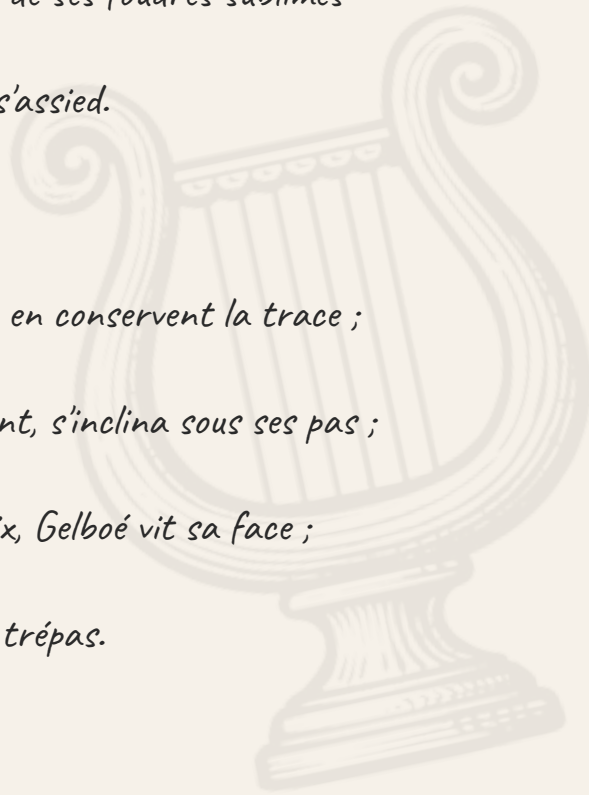 de ses foudres sublimes
s'assied.
en conservent la trace ;
nt, s'inclina sous ses pas ;
x, Gelboé vit sa face ;
trépas.